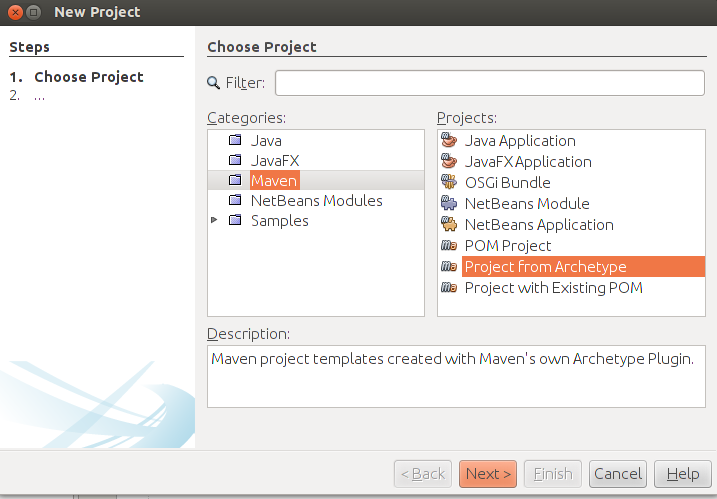 New Project
Steps
1. Choose Project
2. ...
Choose Project
Filter:
Categories:
Java
JavaFX
Maven
NetBeans Modules
Samples
Projects:
Java Application
JavaFX Application
OSGi Bundle
NetBeans Module
NetBeans Application
POM Project
Project from Archetype
Project with Existing POM
Description:
Maven project templates created with Maven's own Archetype Plugin.
< Back Next > Finish Cancel Help